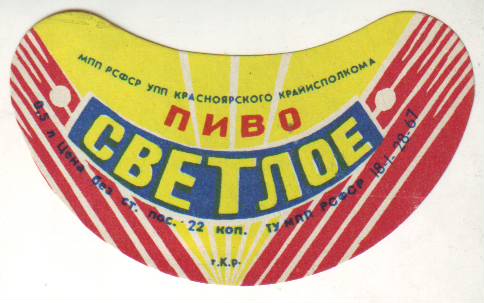 МПП РСФСР УПП КРАСНОЯРСКОГО КРАЙИСПОЛКОМА
ПИВО
СВЕТЛОЕ
0,5 л Цена без ст. пос. 22 коп. ТУ МПП РСФСР 18-1-28-67
т.К.р.